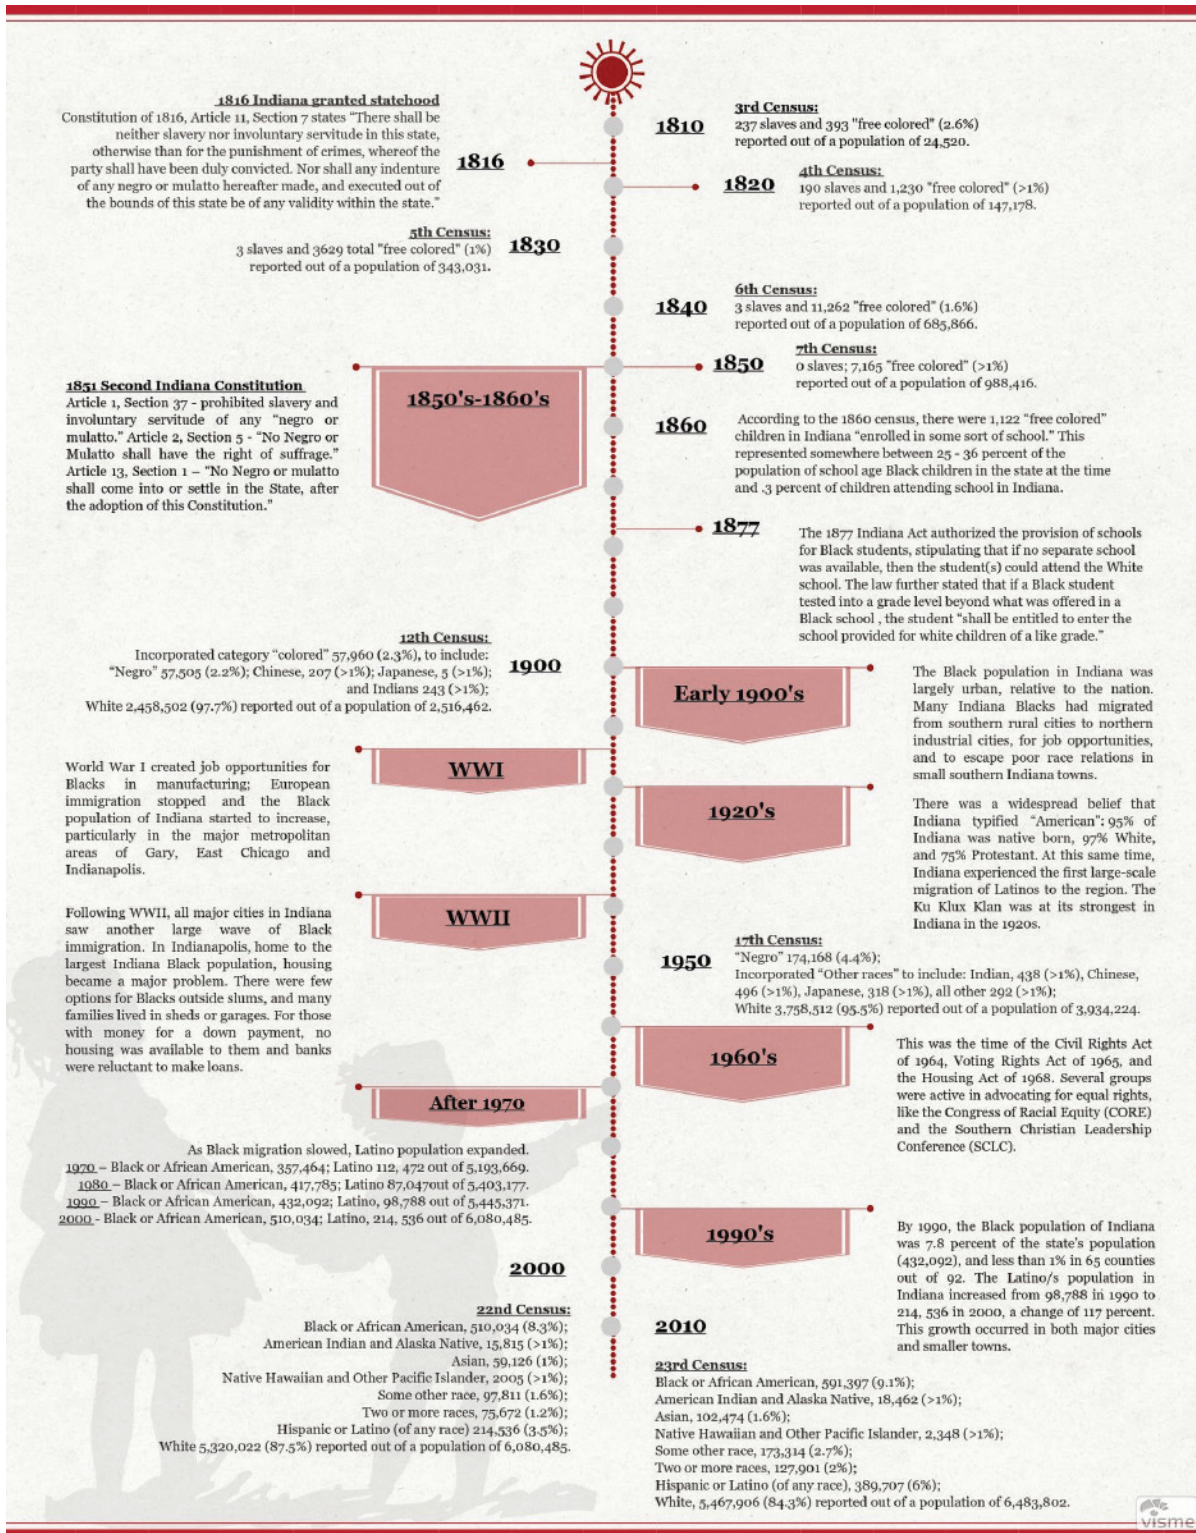 1816 Indiana granted statehood
Constitution of 1816, Article 11, Section 7 states "There shall be
neither slavery nor involuntary servitude in this state,
otherwise than for the punishment of crimes, whereof the
party shall have been duly convicted. Nor shall any indenture
of any negro or mulatto hereafter made, and executed out of
the bounds of this state be of any validity within the state."
1816
1810
3rd Census:
237 slaves and 393 "free colored" (2.6%)
reported out of a population of 24,520.
1820
4th Census:
190 slaves and 1,230 "free colored" (>1%)
reported out of a population of 147,178.
5th Census:
3 slaves and 3629 total "free colored" (1%)
reported out of a population of 343,031.
1830
1840
6th Census:
3 slaves and 11,262 "free colored" (1.6%)
reported out of a population of 685,866.
1850
7th Census:
0 slaves; 7,165 "free colored" (>1%)
reported out of a population of 988,416.
1851 Second Indiana Constitution
Article 1, Section 37 - prohibited slavery and
involuntary servitude of any "negro or
mulatto." Article 2, Section 5 - "No Negro or
Mulatto shall have the right of suffrage."
Article 13, Section 1 – "No Negro or mulatto
shall come into or settle in the State, after
the adoption of this Constitution."
1850's-1860's
1860
According to the 1860 census, there were 1,122 "free colored"
children in Indiana "enrolled in some sort of school." This
represented somewhere between 25 - 36 percent of the
population of school age Black children in the state at the time
and .3 percent of children attending school in Indiana.
1877
The 1877 Indiana Act authorized the provision of schools
for Black students, stipulating that if no separate school
was available, then the student(s) could attend the White
school. The law further stated that if a Black student
tested into a grade level beyond what was offered in a
Black school , the student "shall be entitled to enter the
school provided for white children of a like grade."
12th Census:
Incorporated category "colored" 57,960 (2.3%), to include:
"Negro" 57,505 (2.2%); Chinese, 207 (>1%); Japanese, 5 (>1%);
and Indians 243 (>1%);
White 2,458,502 (97.7%) reported out of a population of 2,516,462.
1900
Early 1900's
The Black population in Indiana was
largely urban, relative to the nation.
Many Indiana Blacks had migrated
from southern rural cities to northern
industrial cities, for job opportunities,
and to escape poor race relations in
small southern Indiana towns.
World War I created job opportunities for
Blacks in manufacturing; European
immigration stopped and the Black
population of Indiana started to increase,
particularly in the major metropolitan
areas of Gary, East Chicago and
Indianapolis.
WWI
1920's
There was a widespread belief that
Indiana typified "American": 95% of
Indiana was native born, 97% White,
and 75% Protestant. At this same time,
Indiana experienced the first large-scale
migration of Latinos to the region. The
Ku Klux Klan was at its strongest in
Indiana in the 1920s.
Following WWII, all major cities in Indiana
saw another large wave of Black
immigration. In Indianapolis, home to the
largest Indiana Black population, housing
became a major problem. There were few
options for Blacks outside slums, and many
families lived in sheds or garages. For those
with money for a down payment, no
housing was available to them and banks
were reluctant to make loans.
WWII
1950
17th Census:
"Negro" 174,168 (4.4%);
Incorporated "Other races" to include: Indian, 438 (>1%), Chinese,
496 (>1%), Japanese, 318 (>1%), all other 292 (>1%);
White 3,758,512 (95.5%) reported out of a population of 3,934,224.
1960's
This was the time of the Civil Rights Act
of 1964, Voting Rights Act of 1965, and
the Housing Act of 1968. Several groups
were active in advocating for equal rights,
like the Congress of Racial Equity (CORE)
and the Southern Christian Leadership
Conference (SCLC).
After 1970
As Black migration slowed, Latino population expanded.
1970 – Black or African American, 357,464; Latino 112, 472 out of 5,193,669.
1980 – Black or African American, 417,785; Latino 87,047out of 5,403,177.
1990 – Black or African American, 432,092; Latino, 98,788 out of 5,445,371.
2000 - Black or African American, 510,034; Latino, 214, 536 out of 6,080,485.
1990's
By 1990, the Black population of Indiana
was 7.8 percent of the state's population
(432,092), and less than 1% in 65 counties
out of 92. The Latino/s population in
Indiana increased from 98,788 in 1990 to
214, 536 in 2000, a change of 117 percent.
This growth occurred in both major cities
and smaller towns.
2000
22nd Census:
Black or African American, 510,034 (8.3%);
American Indian and Alaska Native, 15,815 (>1%);
Asian, 59,126 (1%);
Native Hawaiian and Other Pacific Islander, 2005 (>1%);
Some other race, 97,811 (1.6%);
Two or more races, 75,672 (1.2%);
Hispanic or Latino (of any race) 214,536 (3.5%);
White 5,320,022 (87.5%) reported out of a population of 6,080,485.
2010
23rd Census:
Black or African American, 591,397 (9.1%);
American Indian and Alaska Native, 18,462 (>1%);
Asian, 102,474 (1.6%);
Native Hawaiian and Other Pacific Islander, 2,348 (>1%);
Some other race, 173,314 (2.7%);
Two or more races, 127,901 (2%);
Hispanic or Latino (of any race), 389,707 (6%);
White, 5,467,906 (84.3%) reported out of a population of 6,483,802.
visme